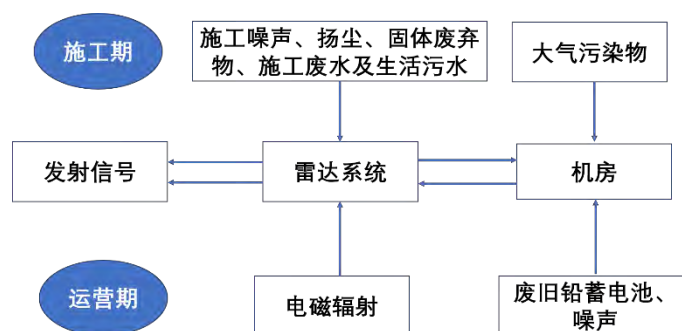 施工期
施工噪声、扬尘、固体废弃
物、施工废水及生活污水
大气污染物
发射信号
雷达系统
机房
运营期
电磁辐射
废旧铅蓄电池、
噪声